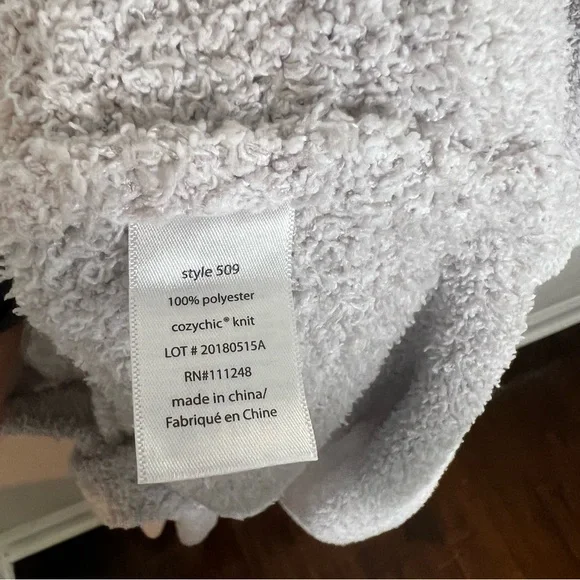 style 509
100% polyester
cozychic® knit
LOT # 20180515A
RN#111248
made in china/
Fabriqué en Chine